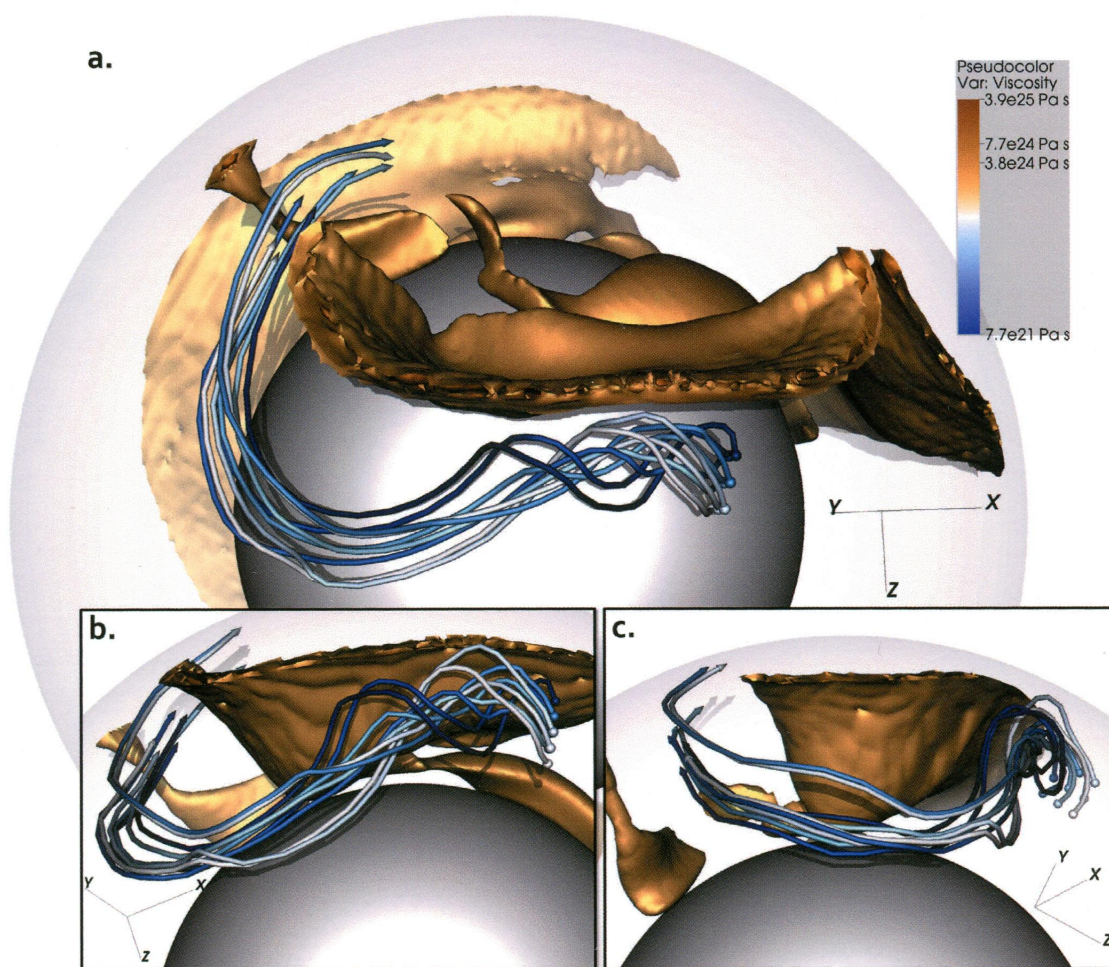 a.
Pseudocolor
Var: Viscosity
3.9e25 Pa s
7.7e24 Pa s
3.8e24 Pa s
7.7e21 Pa s
Y X
Z
b.
Y X
Z
c.
Y
X
Z